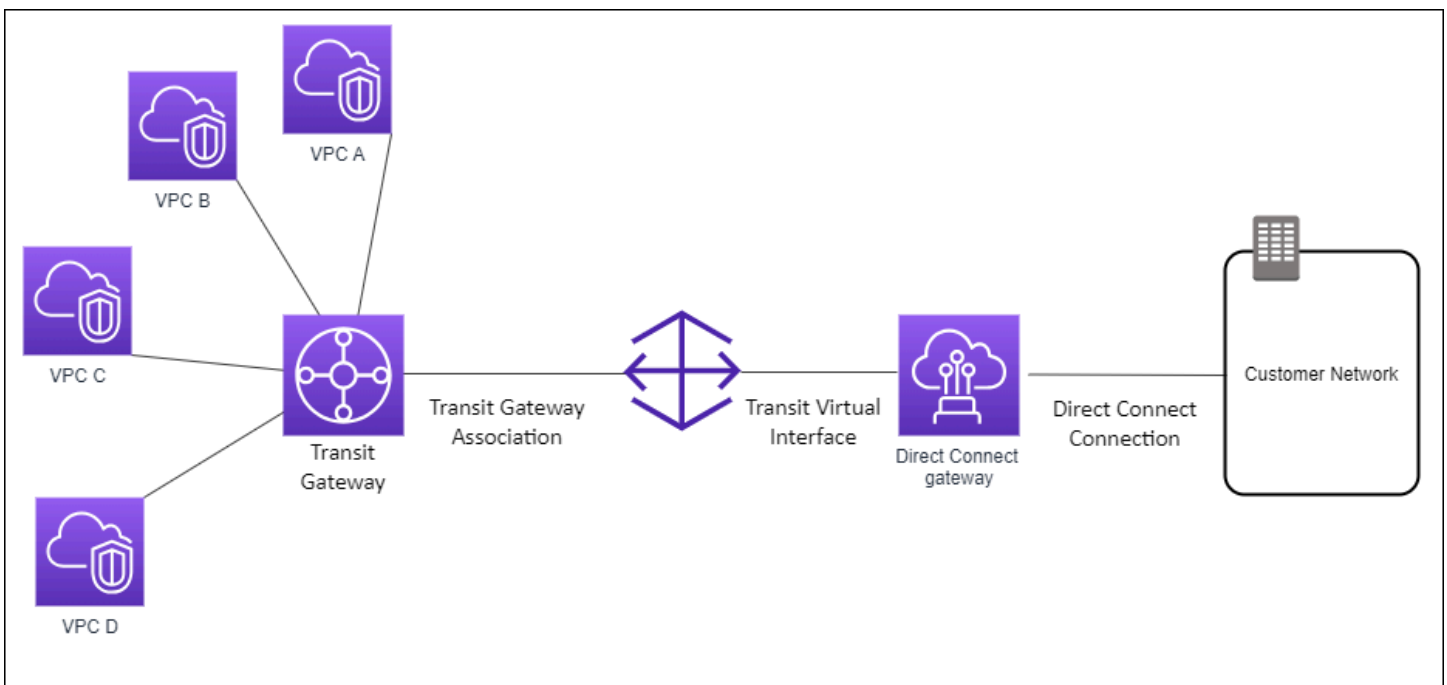 VPC A
VPC B
VPC C
VPC D
Transit
Gateway
Transit Gateway
Association
Transit Virtual
Interface
Direct Connect
gateway
Direct Connect
Connection
Customer Network